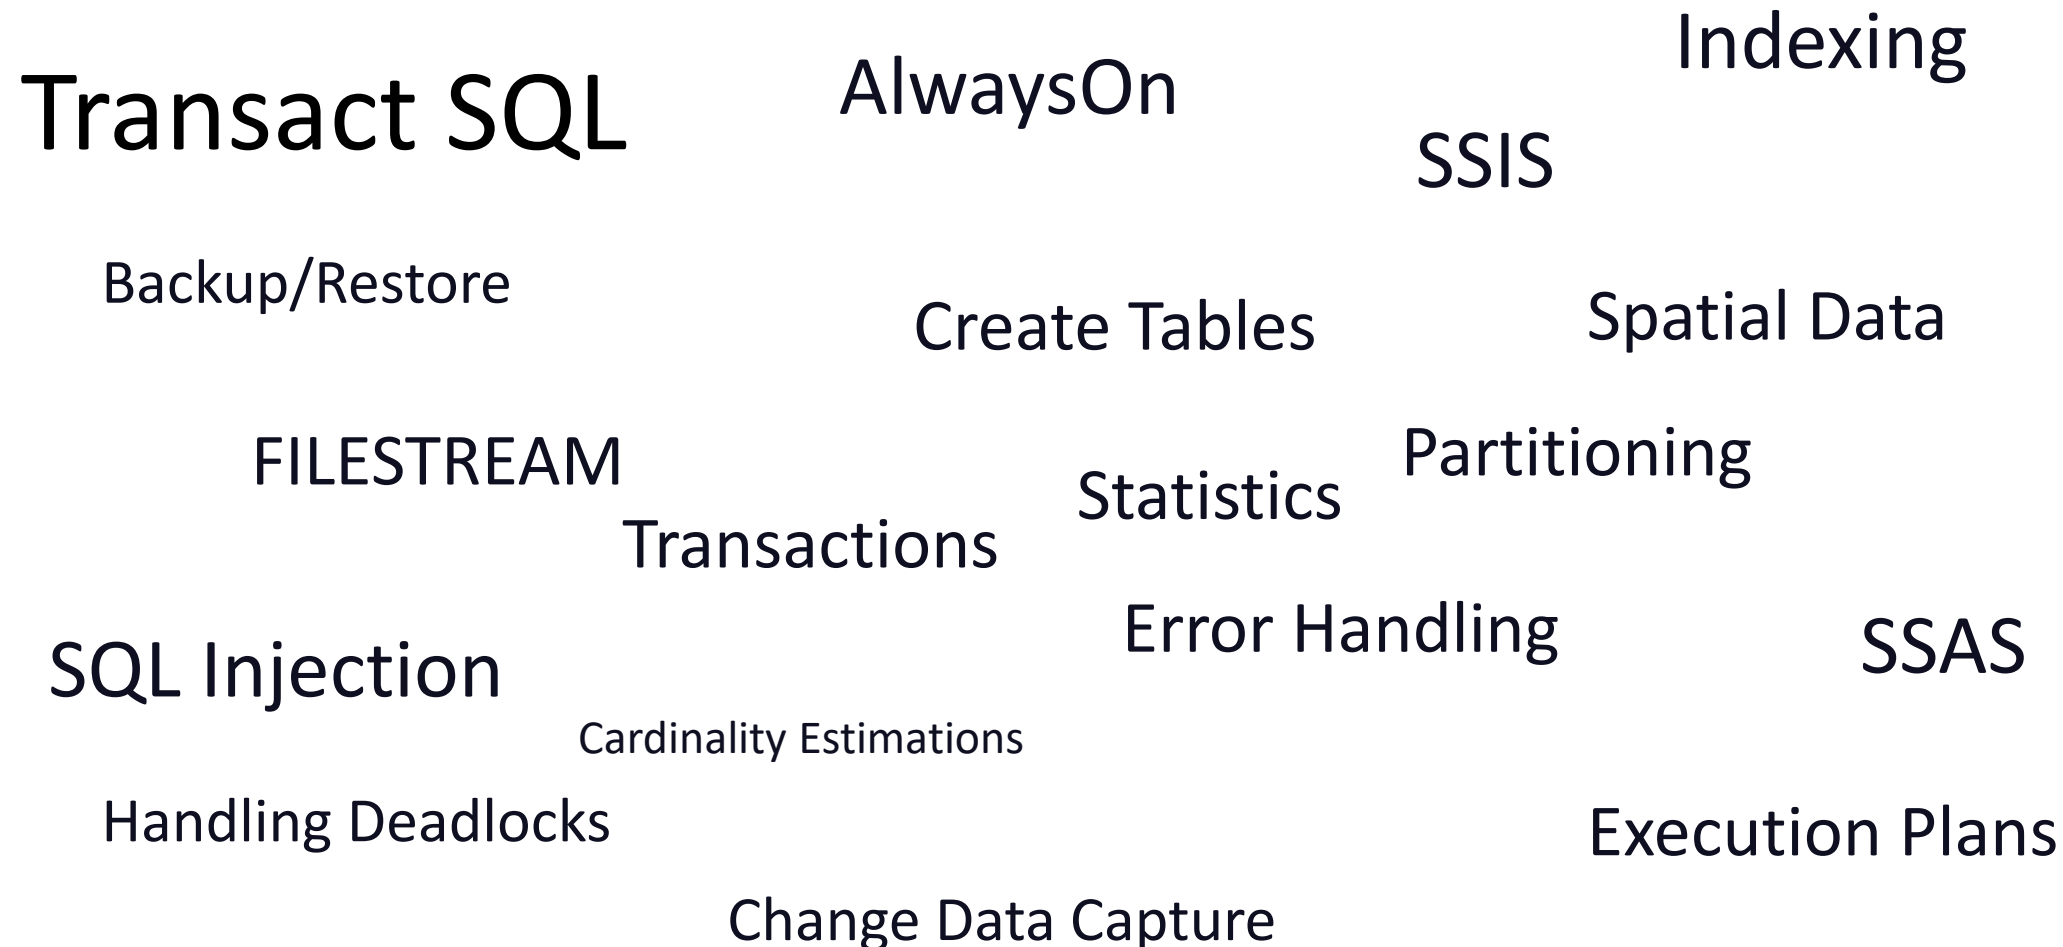 Indexing
Transact SQL
AlwaysOn
SSIS
Backup/Restore
Create Tables
Spatial Data
FILESTREAM
Partitioning
Statistics
Transactions
Error Handling
SSAS
SQL Injection
Cardinality Estimations
Handling Deadlocks
Execution Plans
Change Data Capture